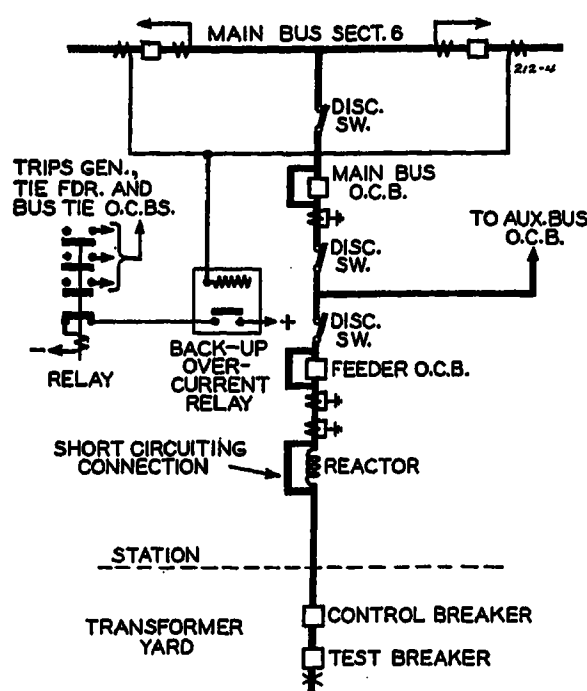 MAIN BUS SECT. 6
212-4
DISC.
SW.
TRIPS GEN.,
TIE FDR. AND
BUS TIE O.C.BS.
MAIN BUS
O.C.B.
TO AUX. BUS
O.C.B.
DISC.
SW.
+
DISC.
SW.
−
RELAY
BACK-UP
OVER-
CURRENT
RELAY
FEEDER O.C.B.
SHORT CIRCUITING
CONNECTION
REACTOR
STATION
TRANSFORMER
YARD
CONTROL BREAKER
TEST BREAKER